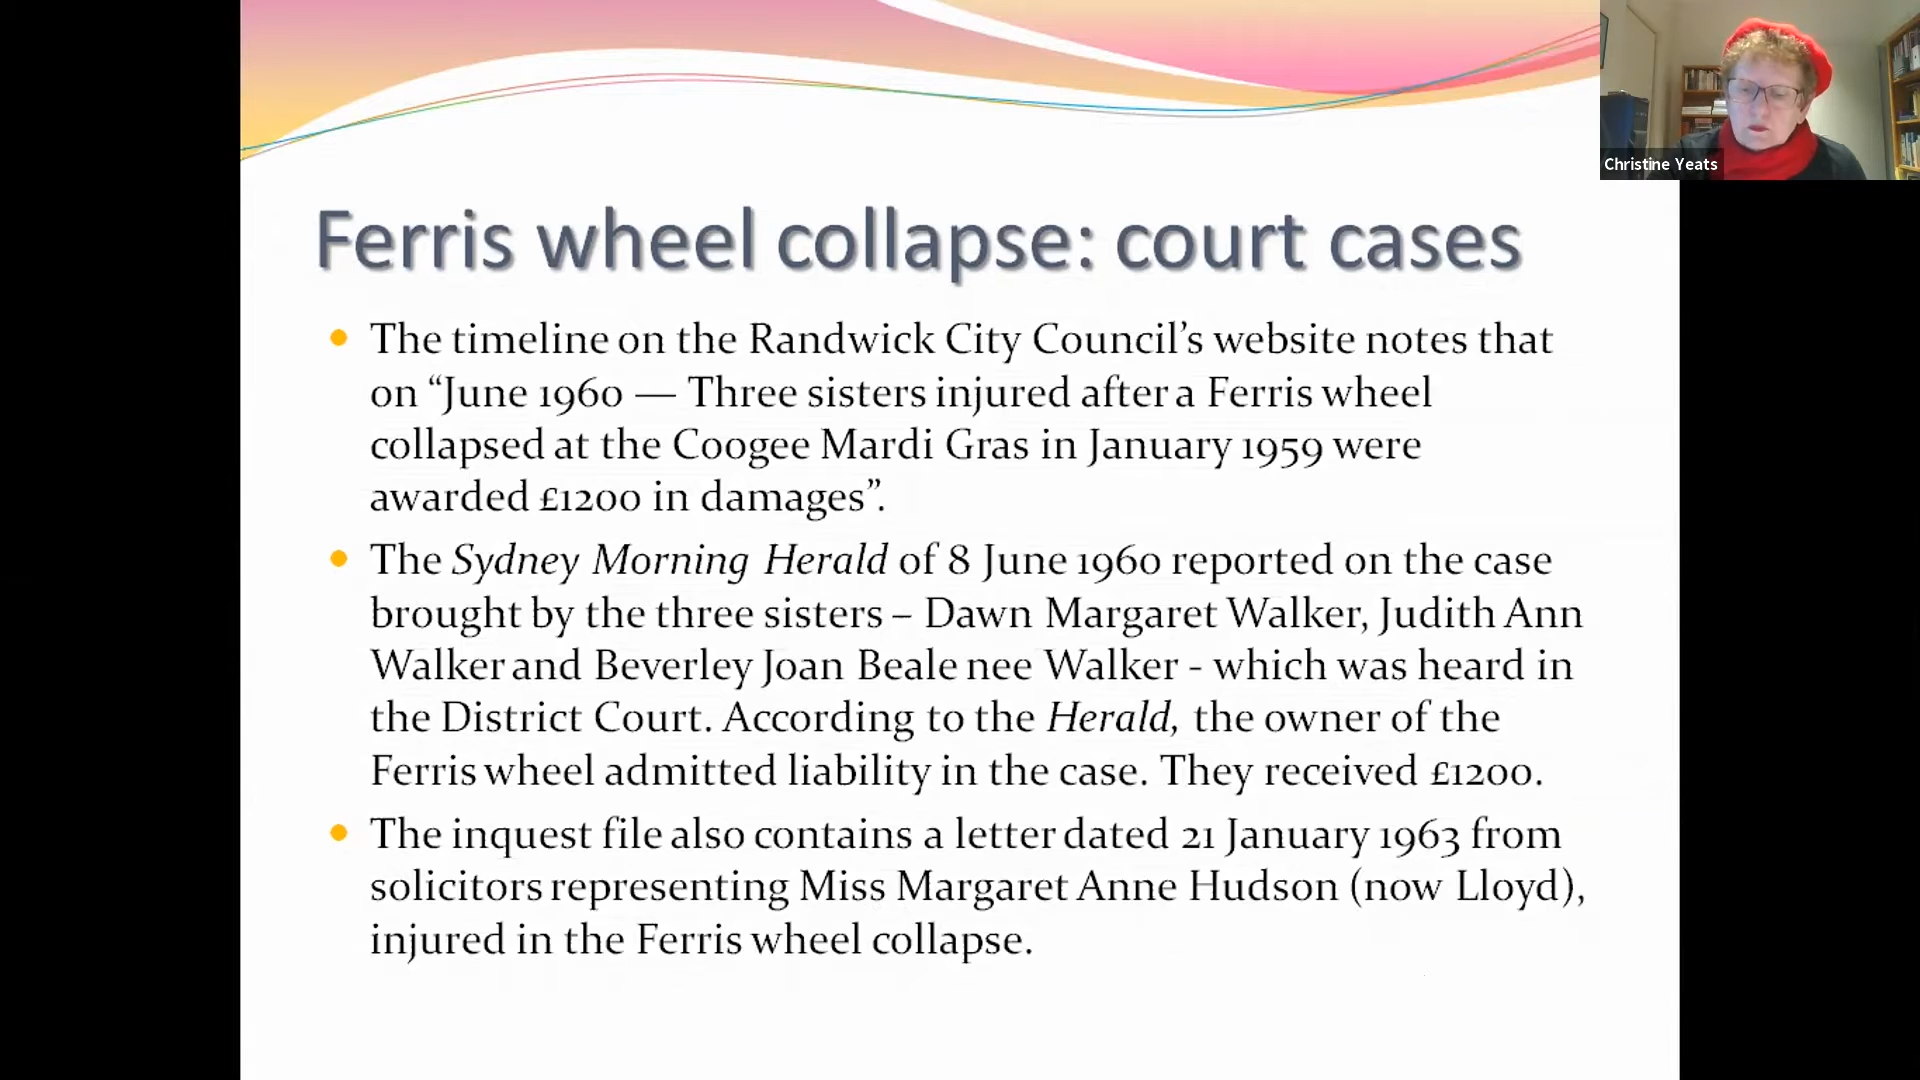 Christine Yeats
Ferris wheel collapse: court cases
The timeline on the Randwick City Council’s website notes that
on “June 1960 — Three sisters injured after a Ferris wheel
collapsed at the Coogee Mardi Gras in January 1959 were
awarded £1200 in damages”.
The Sydney Morning Herald of 8 June 1960 reported on the case
brought by the three sisters – Dawn Margaret Walker, Judith Ann
Walker and Beverley Joan Beale nee Walker - which was heard in
the District Court. According to the Herald, the owner of the
Ferris wheel admitted liability in the case. They received £1200.
The inquest file also contains a letter dated 21 January 1963 from
solicitors representing Miss Margaret Anne Hudson (now Lloyd),
injured in the Ferris wheel collapse.